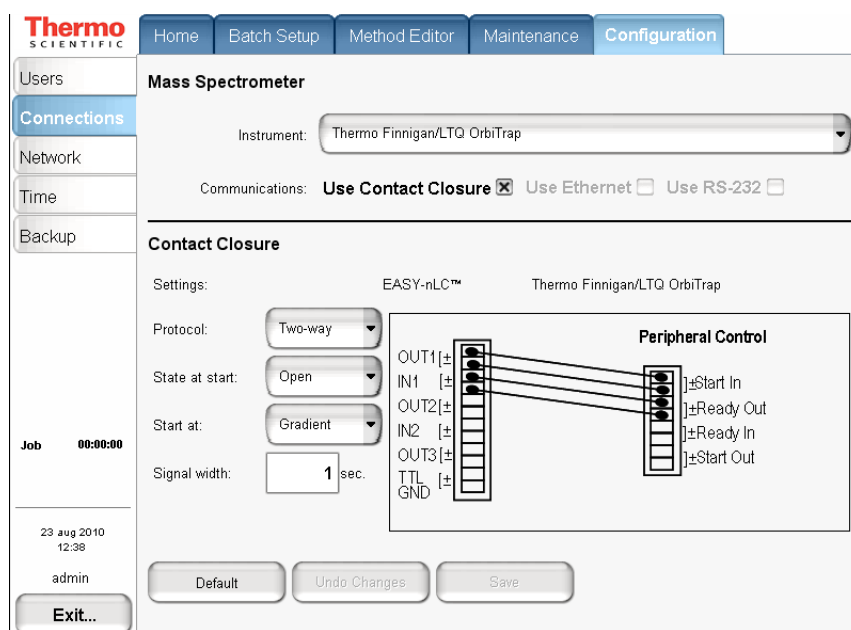 Thermo
SCIENTIFIC
Home Batch Setup Method Editor Maintenance Configuration
Users
Connections
Network
Time
Backup
Job 00:00:00
23 aug 2010
12:38
admin
Exit...
Mass Spectrometer
Instrument: Thermo Finnigan/LTQ OrbiTrap
Communications: Use Contact Closure Use Ethernet Use RS-232
Contact Closure
Settings: EASY-nLC™ Thermo Finnigan/LTQ OrbiTrap
Protocol: Two-way
State at start: Open
Start at: Gradient
Signal width: 1 sec.
OUT1[±
IN1 [±
OUT2[±
IN2 [±
OUT3[±
TTL [±
GND
Peripheral Control
]±Start In
]±Ready Out
]±Ready In
]±Start Out
Default Undo Changes Save